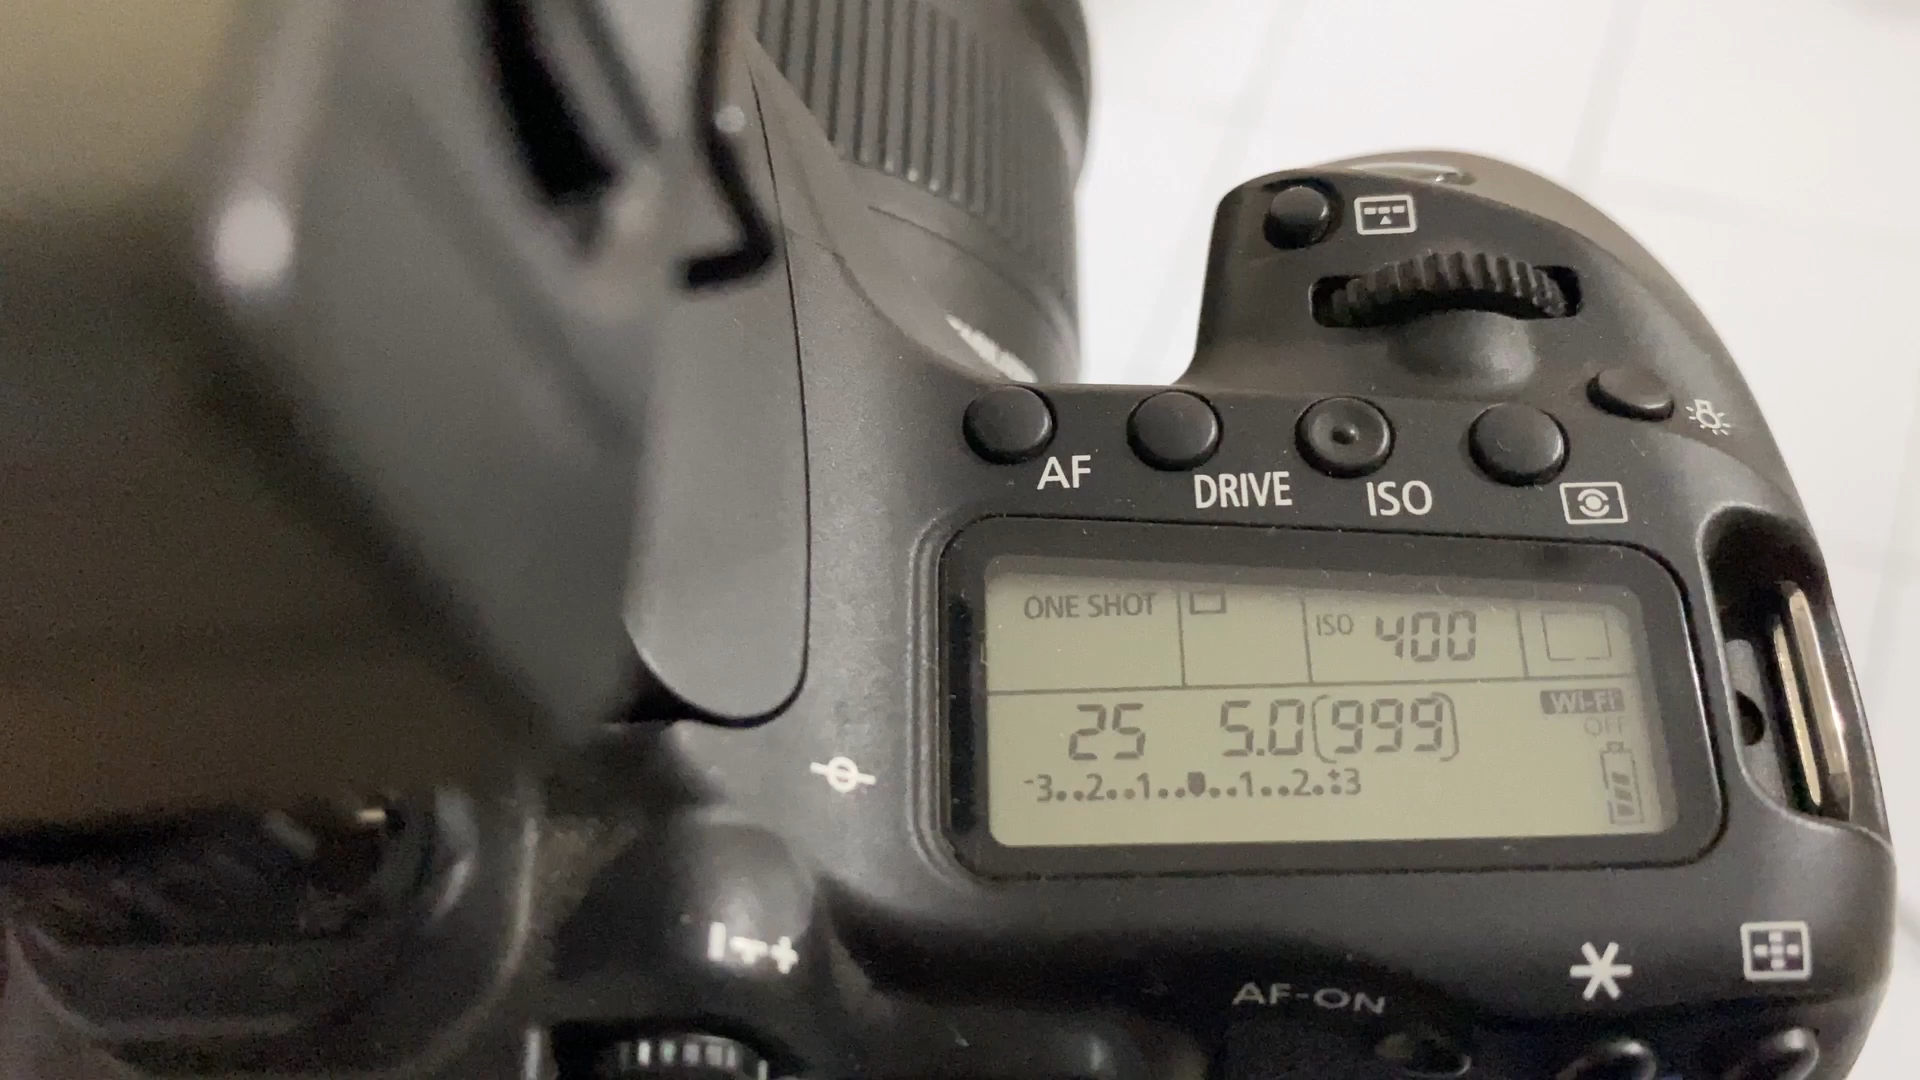 AF
DRIVE
ISO
ONE SHOT
ISO 400
25 5.0(999)
WI-FI
OFF
-3..2..1..0..1..2..+3
AF-ON